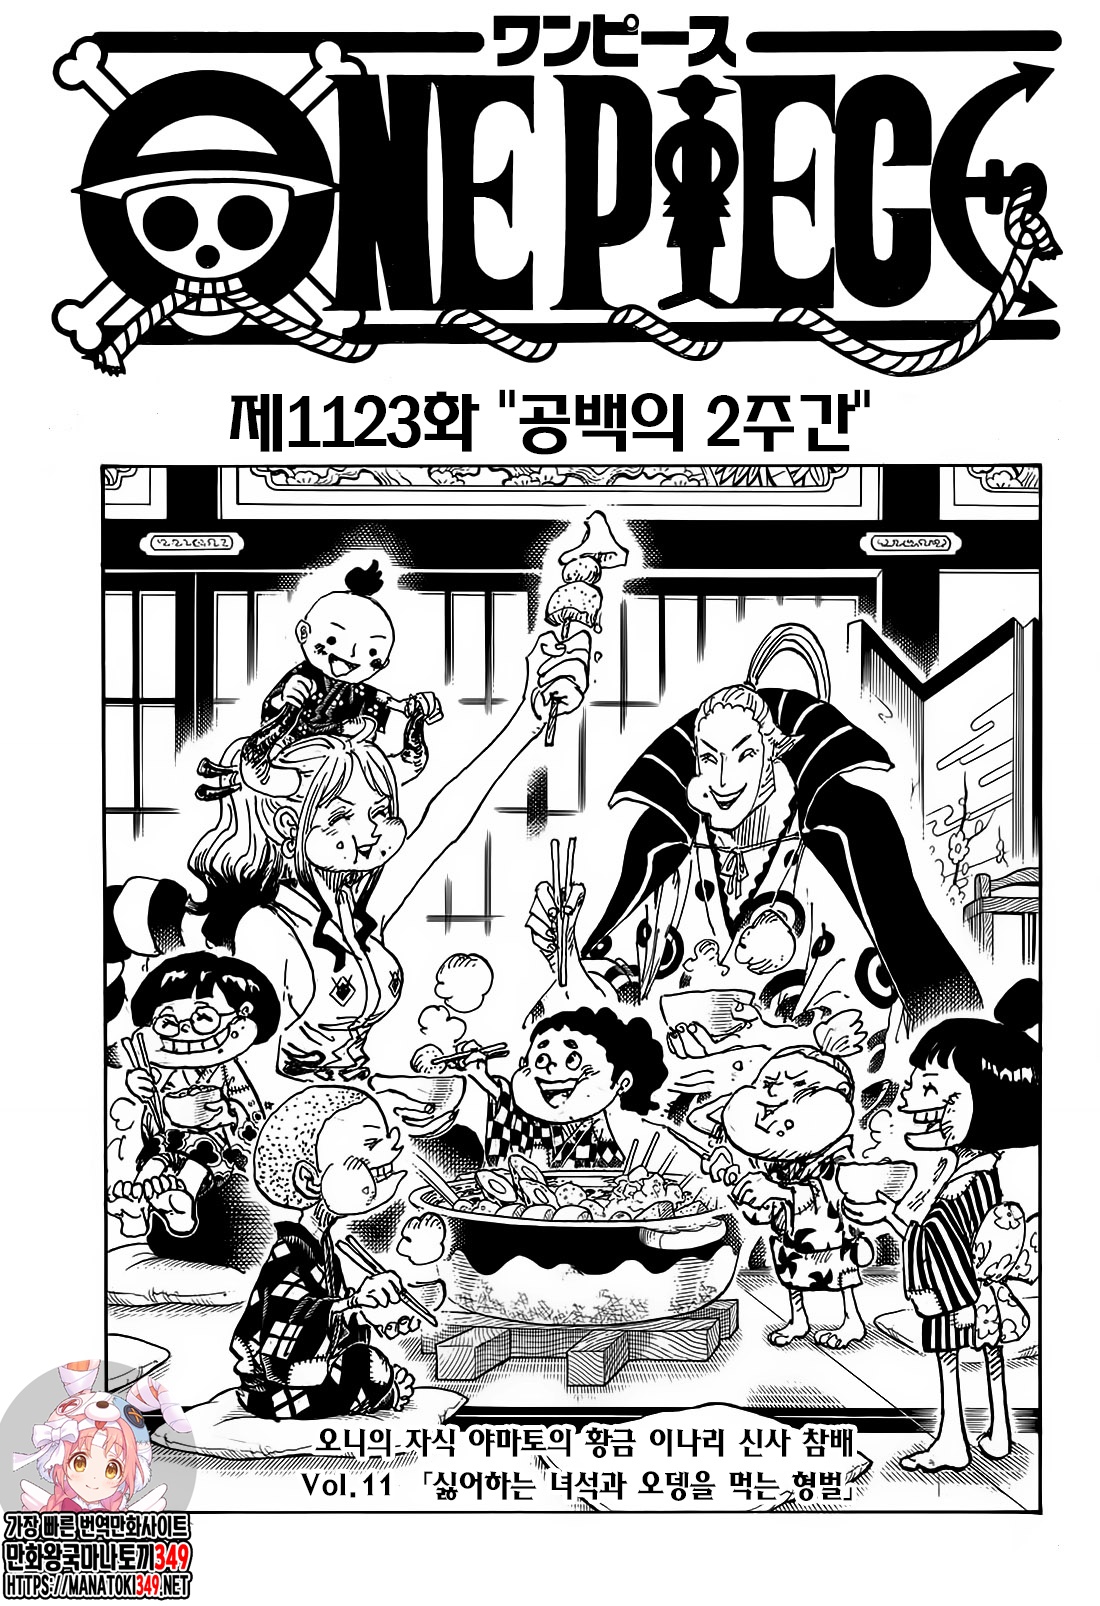 ワンピース
ONE PIECE
제1123화 "공백의 2주간"
오니의 자식 야마토의 황금 이나리 신사 참배
Vol.11 「싫어하는 녀석과 오뎅을 먹는 형벌」
가장 빠른 번역만화사이트
만화왕국마나토끼349
HTTPS://MANATOKI349.NET